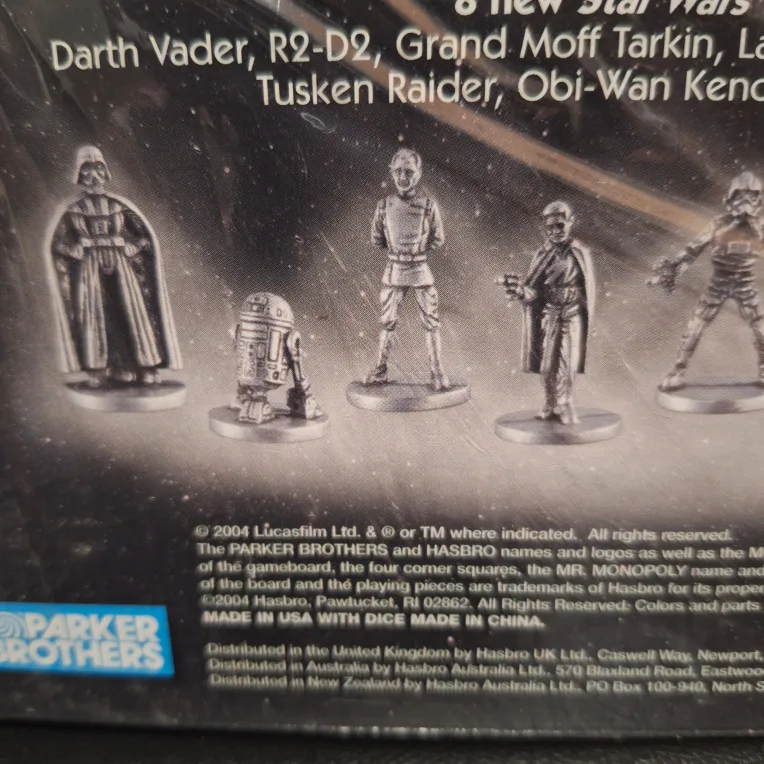 8 new Star Wars
Darth Vader, R2-D2, Grand Moff Tarkin, La
Tusken Raider, Obi-Wan Keno
© 2004 Lucasfilm Ltd. & ® or TM where indicated. All rights reserved.
The PARKER BROTHERS and HASBRO names and logos as well as the M
of the gameboard, the four corner squares, the MR. MONOPOLY name and
of the board and the playing pieces are trademarks of Hasbro for its proper
©2004 Hasbro, Pawtucket, RI 02862. All Rights Reserved. Colors and parts
MADE IN USA WITH DICE MADE IN CHINA.
Distributed in the United Kingdom by Hasbro UK Ltd., Caswell Way, Newport,
Distributed in Australia by Hasbro Australia Ltd., 570 Blaxland Road, Eastwoo
Distributed in New Zealand by Hasbro Australia Ltd., PO Box 100-940, North S
PARKER
BROTHERS